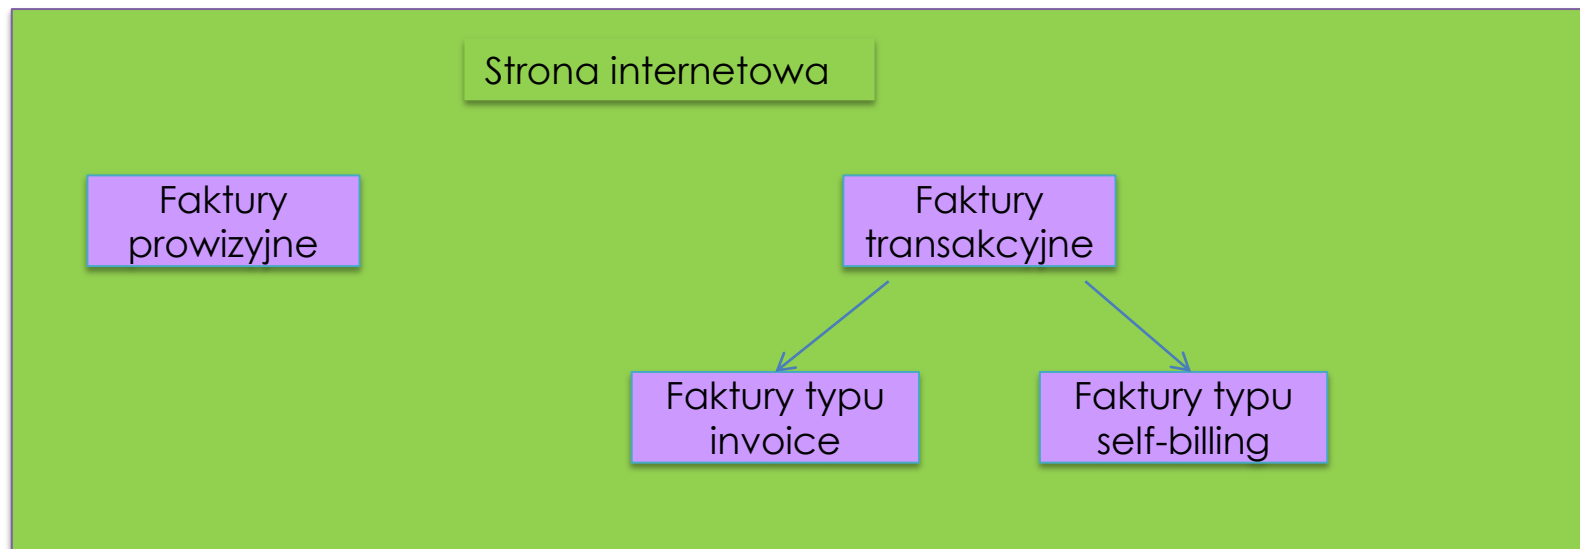 Strona internetowa
Faktury
prowizyjne
Faktury
transakcyjne
Faktury typu
invoice
Faktury typu
self-billing